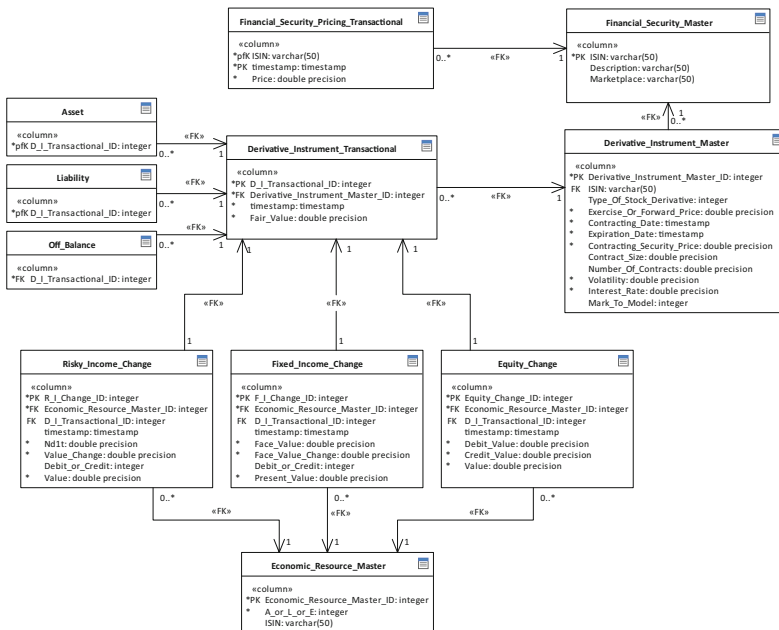 Financial_Security_Pricing_Transactional
«column»
*pfK ISIN: varchar(50)
*PK timestamp: timestamp
* Price: double precision
0..*
«FK»
1
Financial_Security_Master
«column»
*PK ISIN: varchar(50)
Description: varchar(50)
Marketplace: varchar(50)
«FK»
1
0..*
Asset
«column»
*pfK D_I_Transactional_ID: integer
«FK»
0..*
1
Liability
«column»
*pfK D_I_Transactional_ID: integer
«FK»
0..*
1
Off_Balance
«column»
*FK D_I_Transactional_ID: integer
«FK»
0..*
1
Derivative_Instrument_Transactional
«column»
*PK D_I_Transactional_ID: integer
*FK Derivative_Instrument_Master_ID: integer
* timestamp: timestamp
* Fair_Value: double precision
0..*
«FK»
1
Derivative_Instrument_Master
«column»
*PK Derivative_Instrument_Master_ID: integer
FK ISIN: varchar(50)
Type_Of_Stock_Derivative: integer
* Exercise_Or_Forward_Price: double precision
* Contracting_Date: timestamp
* Expiration_Date: timestamp
* Contracting_Security_Price: double precision
Contract_Size: double precision
Number_Of_Contracts: double precision
* Volatility: double precision
* Interest_Rate: double precision
Mark_To_Model: integer
1
1
1
«FK»
«FK»
«FK»
1
1
1
Risky_Income_Change
«column»
*PK R_I_Change_ID: integer
*FK Economic_Resource_Master_ID: integer
FK D_I_Transactional_ID: integer
timestamp: timestamp
* Nd1t: double precision
* Value_Change: double precision
Debit_or_Credit: integer
* Value: double precision
Fixed_Income_Change
«column»
*PK F_I_Change_ID: integer
*FK Economic_Resource_Master_ID: integer
FK D_I_Transactional_ID: integer
timestamp: timestamp
* Face_Value: double precision
* Face_Value_Change: double precision
Debit_or_Credit: integer
* Present_Value: double precision
Equity_Change
«column»
*PK Equity_Change_ID: integer
*FK Economic_Resource_Master_ID: integer
FK D_I_Transactional_ID: integer
timestamp: timestamp
* Debit_Value: double precision
* Credit_Value: double precision
* Value: double precision
0..*
0..*
0..*
«FK»
«FK»
«FK»
1
1
1
Economic_Resource_Master
«column»
*PK Economic_Resource_Master_ID: integer
* A_or_L_or_E: integer
ISIN: varchar(50)